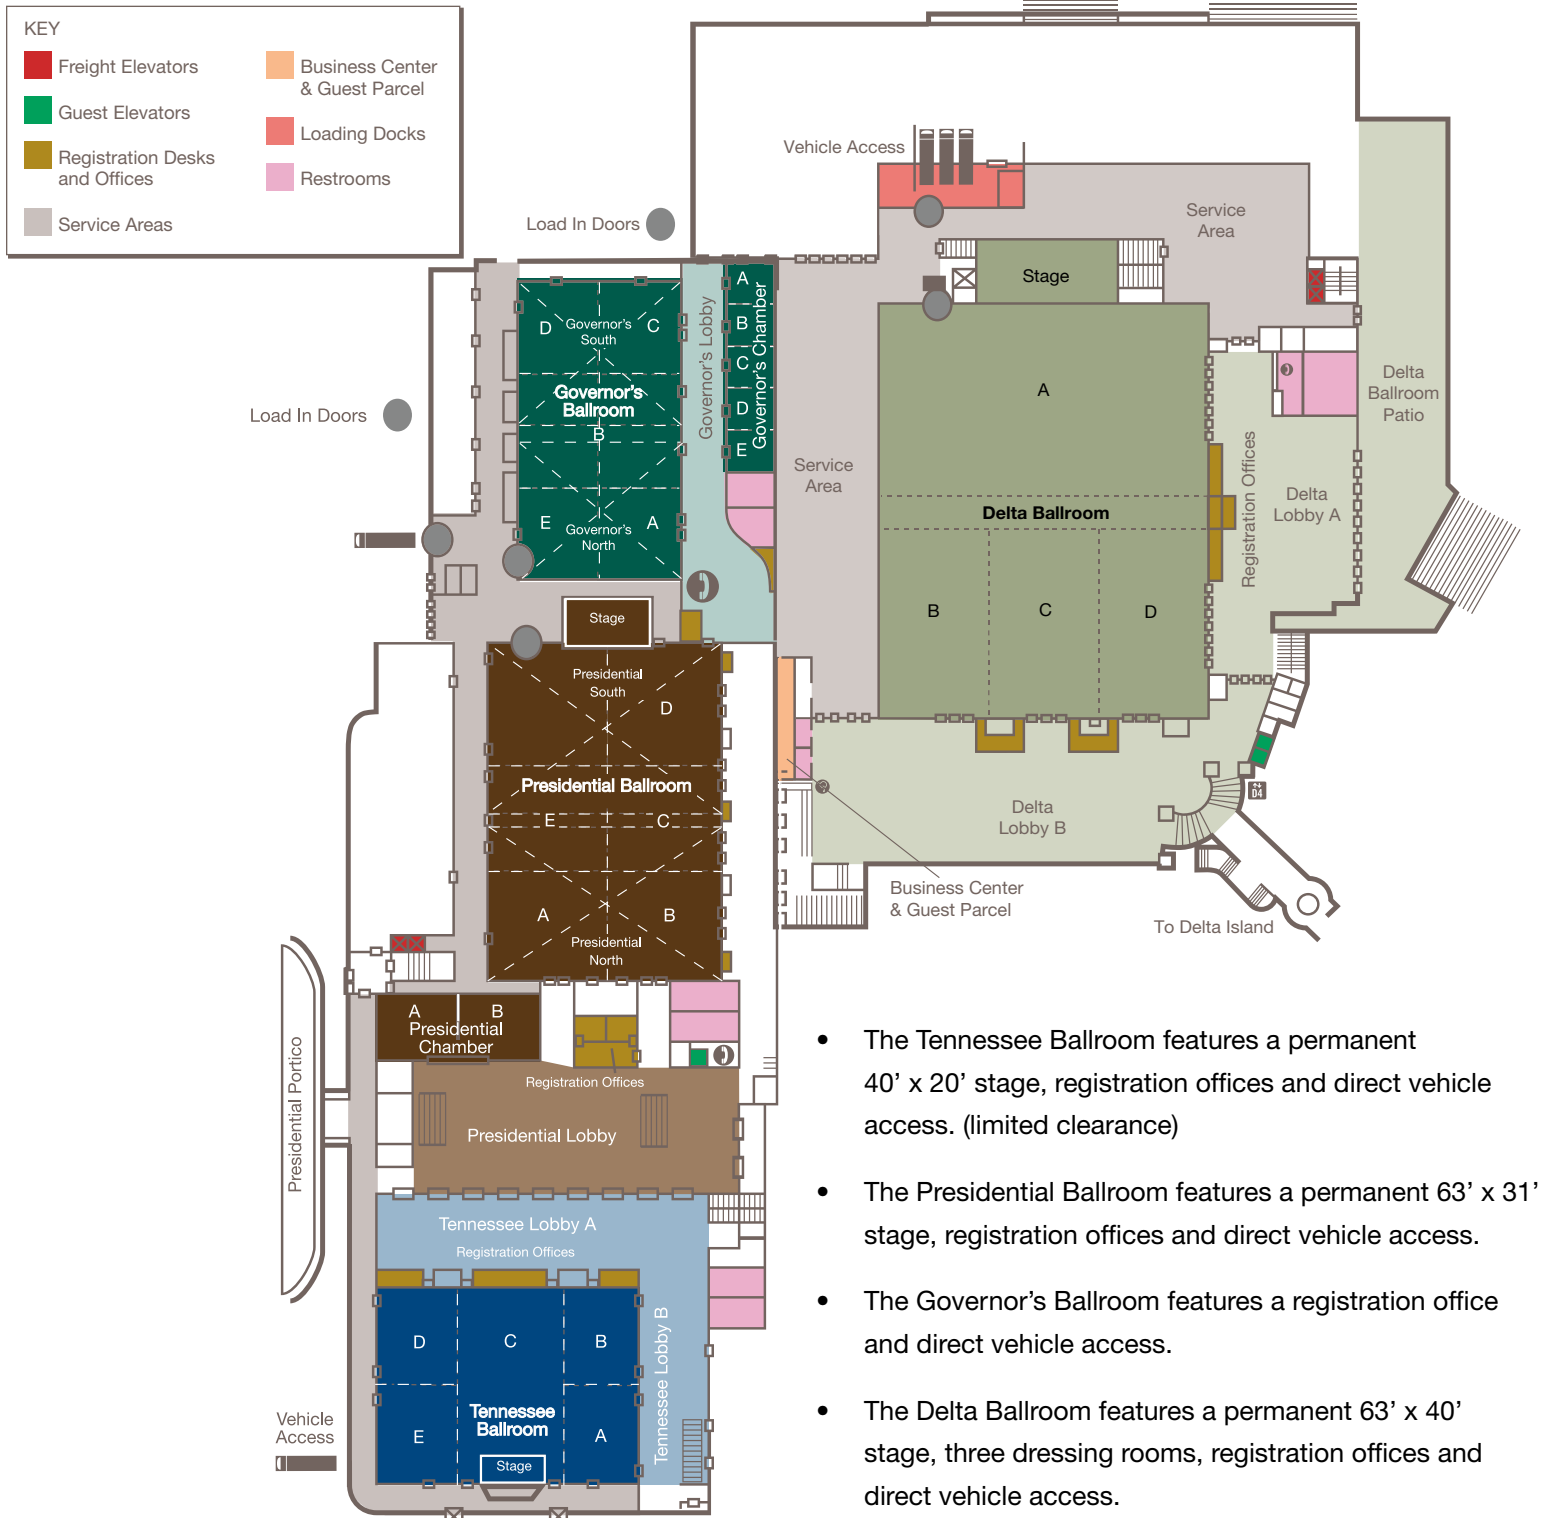 KEY
Freight Elevators
Guest Elevators
Registration Desks
and Offices
Service Areas
Business Center
& Guest Parcel
Loading Docks
Restrooms
Vehicle Access
Load In Doors
Load In Doors
Service
Area
Stage
A
Delta Ballroom
B
C
D
Service
Area
Registration Offices
Delta
Lobby A
Delta
Ballroom
Patio
Delta
Lobby B
D4
Business Center
& Guest Parcel
To Delta Island
D
Governor's
South
C
Governor's
Ballroom
B
E
Governor's
North
A
Governor's Lobby
A
B
C
D
E
Governor's Chamber
Stage
Presidential
South
D
Presidential Ballroom
E
C
A
B
Presidential
North
A
B
Presidential
Chamber
Registration Offices
Presidential Lobby
Presidential Portico
Tennessee Lobby A
Registration Offices
Tennessee Lobby B
D
C
B
Tennessee
Ballroom
E
A
Stage
Vehicle
Access
• The Tennessee Ballroom features a permanent
40’ x 20’ stage, registration offices and direct vehicle
access. (limited clearance)
• The Presidential Ballroom features a permanent 63’ x 31’
stage, registration offices and direct vehicle access.
• The Governor’s Ballroom features a registration office
and direct vehicle access.
• The Delta Ballroom features a permanent 63’ x 40’
stage, three dressing rooms, registration offices and
direct vehicle access.